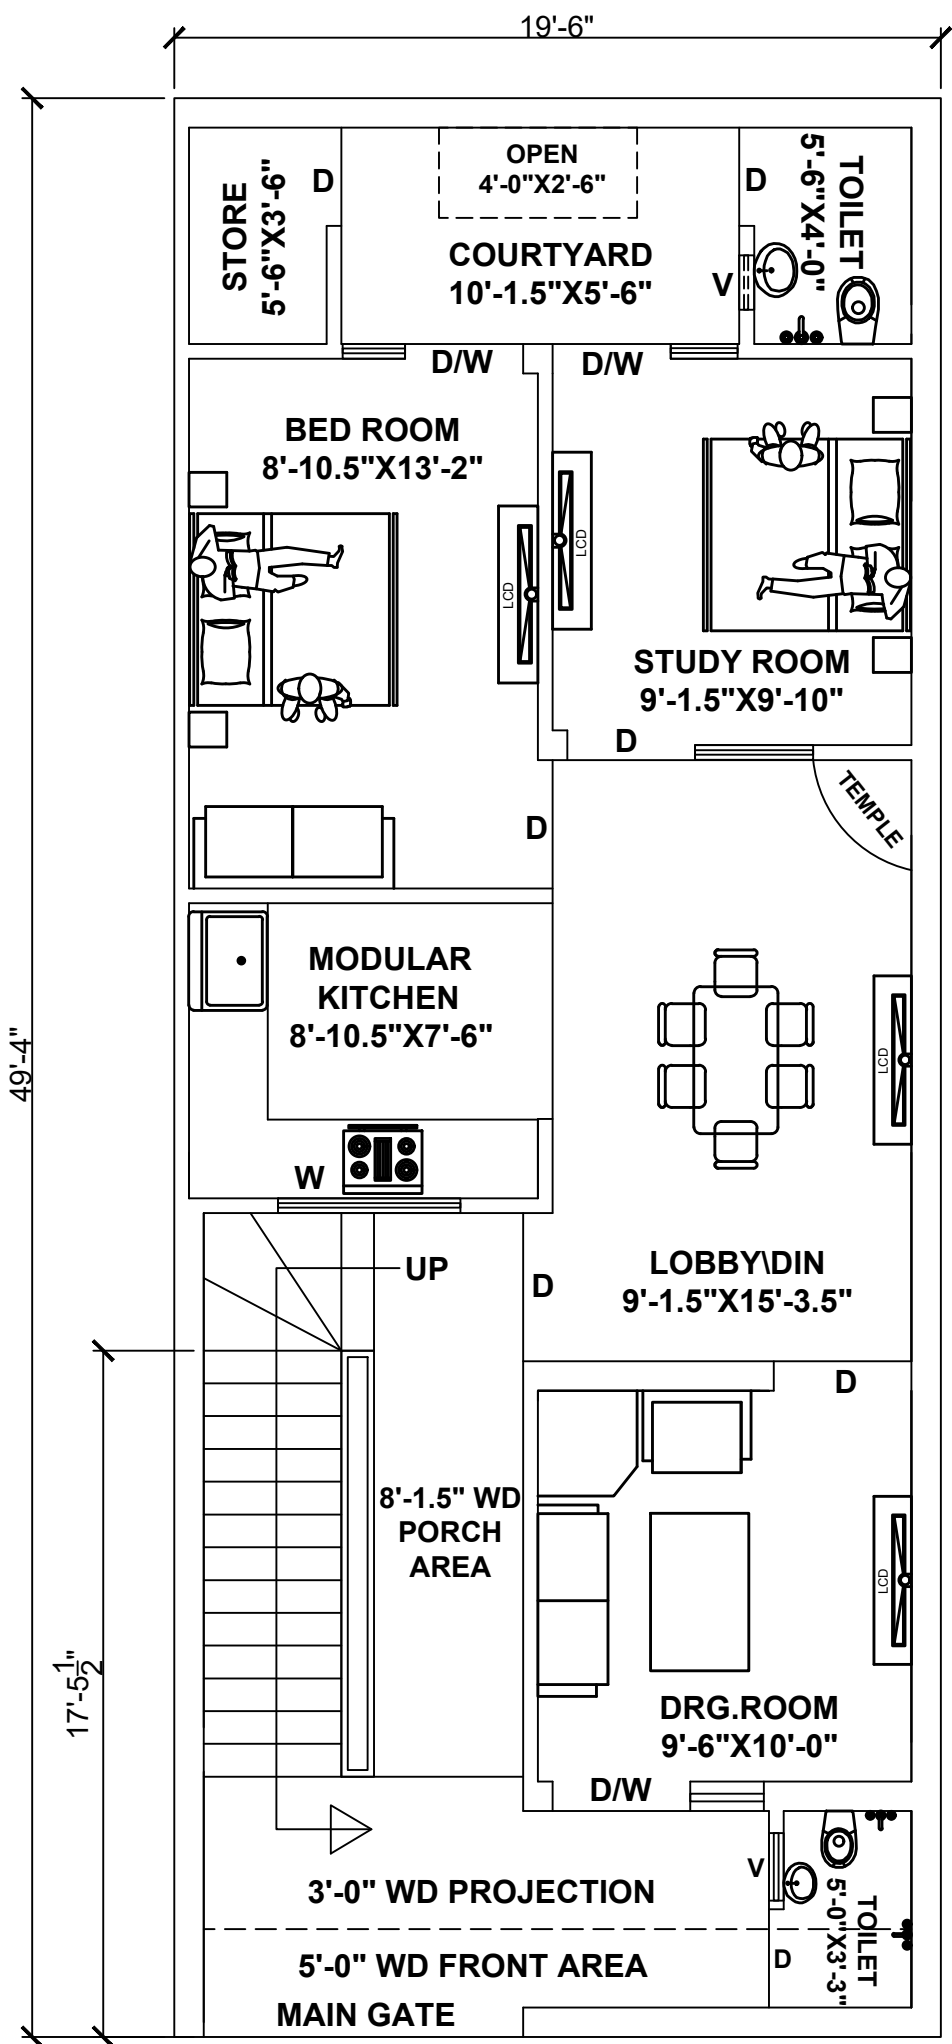 19'-6"
OPEN
4'-0"X2'-6"
D
D
STORE
5'-6"X3'-6"
TOILET
5'-6"X4'-0"
COURTYARD
10'-1.5"X5'-6"
V
D/W
D/W
BED ROOM
8'-10.5"X13'-2"
LCD
LCD
STUDY ROOM
9'-1.5"X9'-10"
D
TEMPLE
D
MODULAR
KITCHEN
8'-10.5"X7'-6"
49'-4"
LCD
W
UP
LOBBY\DIN
9'-1.5"X15'-3.5"
D
D
8'-1.5" WD
PORCH
AREA
LCD
17'-5 1/2"
DRG.ROOM
9'-6"X10'-0"
D/W
V
3'-0" WD PROJECTION
TOILET
5'-0"X3'-3"
5'-0" WD FRONT AREA
D
MAIN GATE